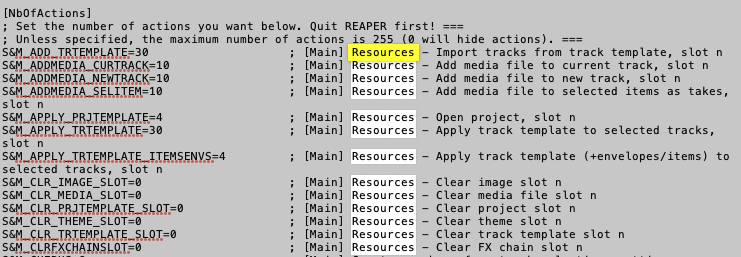 [NbOfActions]
; Set the number of actions you want below. Quit REAPER first! ===
; Unless specified, the maximum number of actions is 255 (0 will hide actions). ===
S&M_ADD_TRTEMPLATE=30 ; [Main] Resources - Import tracks from track template, slot n
S&M_ADDMEDIA_CURTRACK=10 ; [Main] Resources - Add media file to current track, slot n
S&M_ADDMEDIA_NEWTRACK=10 ; [Main] Resources - Add media file to new track, slot n
S&M_ADDMEDIA_SELITEM=10 ; [Main] Resources - Add media file to selected items as takes,
slot n
S&M_APPLY_PRJTEMPLATE=4 ; [Main] Resources - Open project, slot n
S&M_APPLY_TRTEMPLATE=30 ; [Main] Resources - Apply track template to selected tracks,
slot n
S&M_APPLY_TRTEMPLATE_ITEMSENVS=4 ; [Main] Resources - Apply track template (+envelopes/items) to
selected tracks, slot n
S&M_CLR_IMAGE_SLOT=0 ; [Main] Resources - Clear image slot n
S&M_CLR_MEDIA_SLOT=0 ; [Main] Resources - Clear media slot n
S&M_CLR_PRJTEMPLATE_SLOT=0 ; [Main] Resources - Clear project slot n
S&M_CLR_THEME_SLOT=0 ; [Main] Resources - Clear theme slot n
S&M_CLR_TRTEMPLATE_SLOT=0 ; [Main] Resources - Clear track template slot n
S&M_CLRFXCHAINSLOT=0 ; [Main] Resources - Clear FX chain slot n